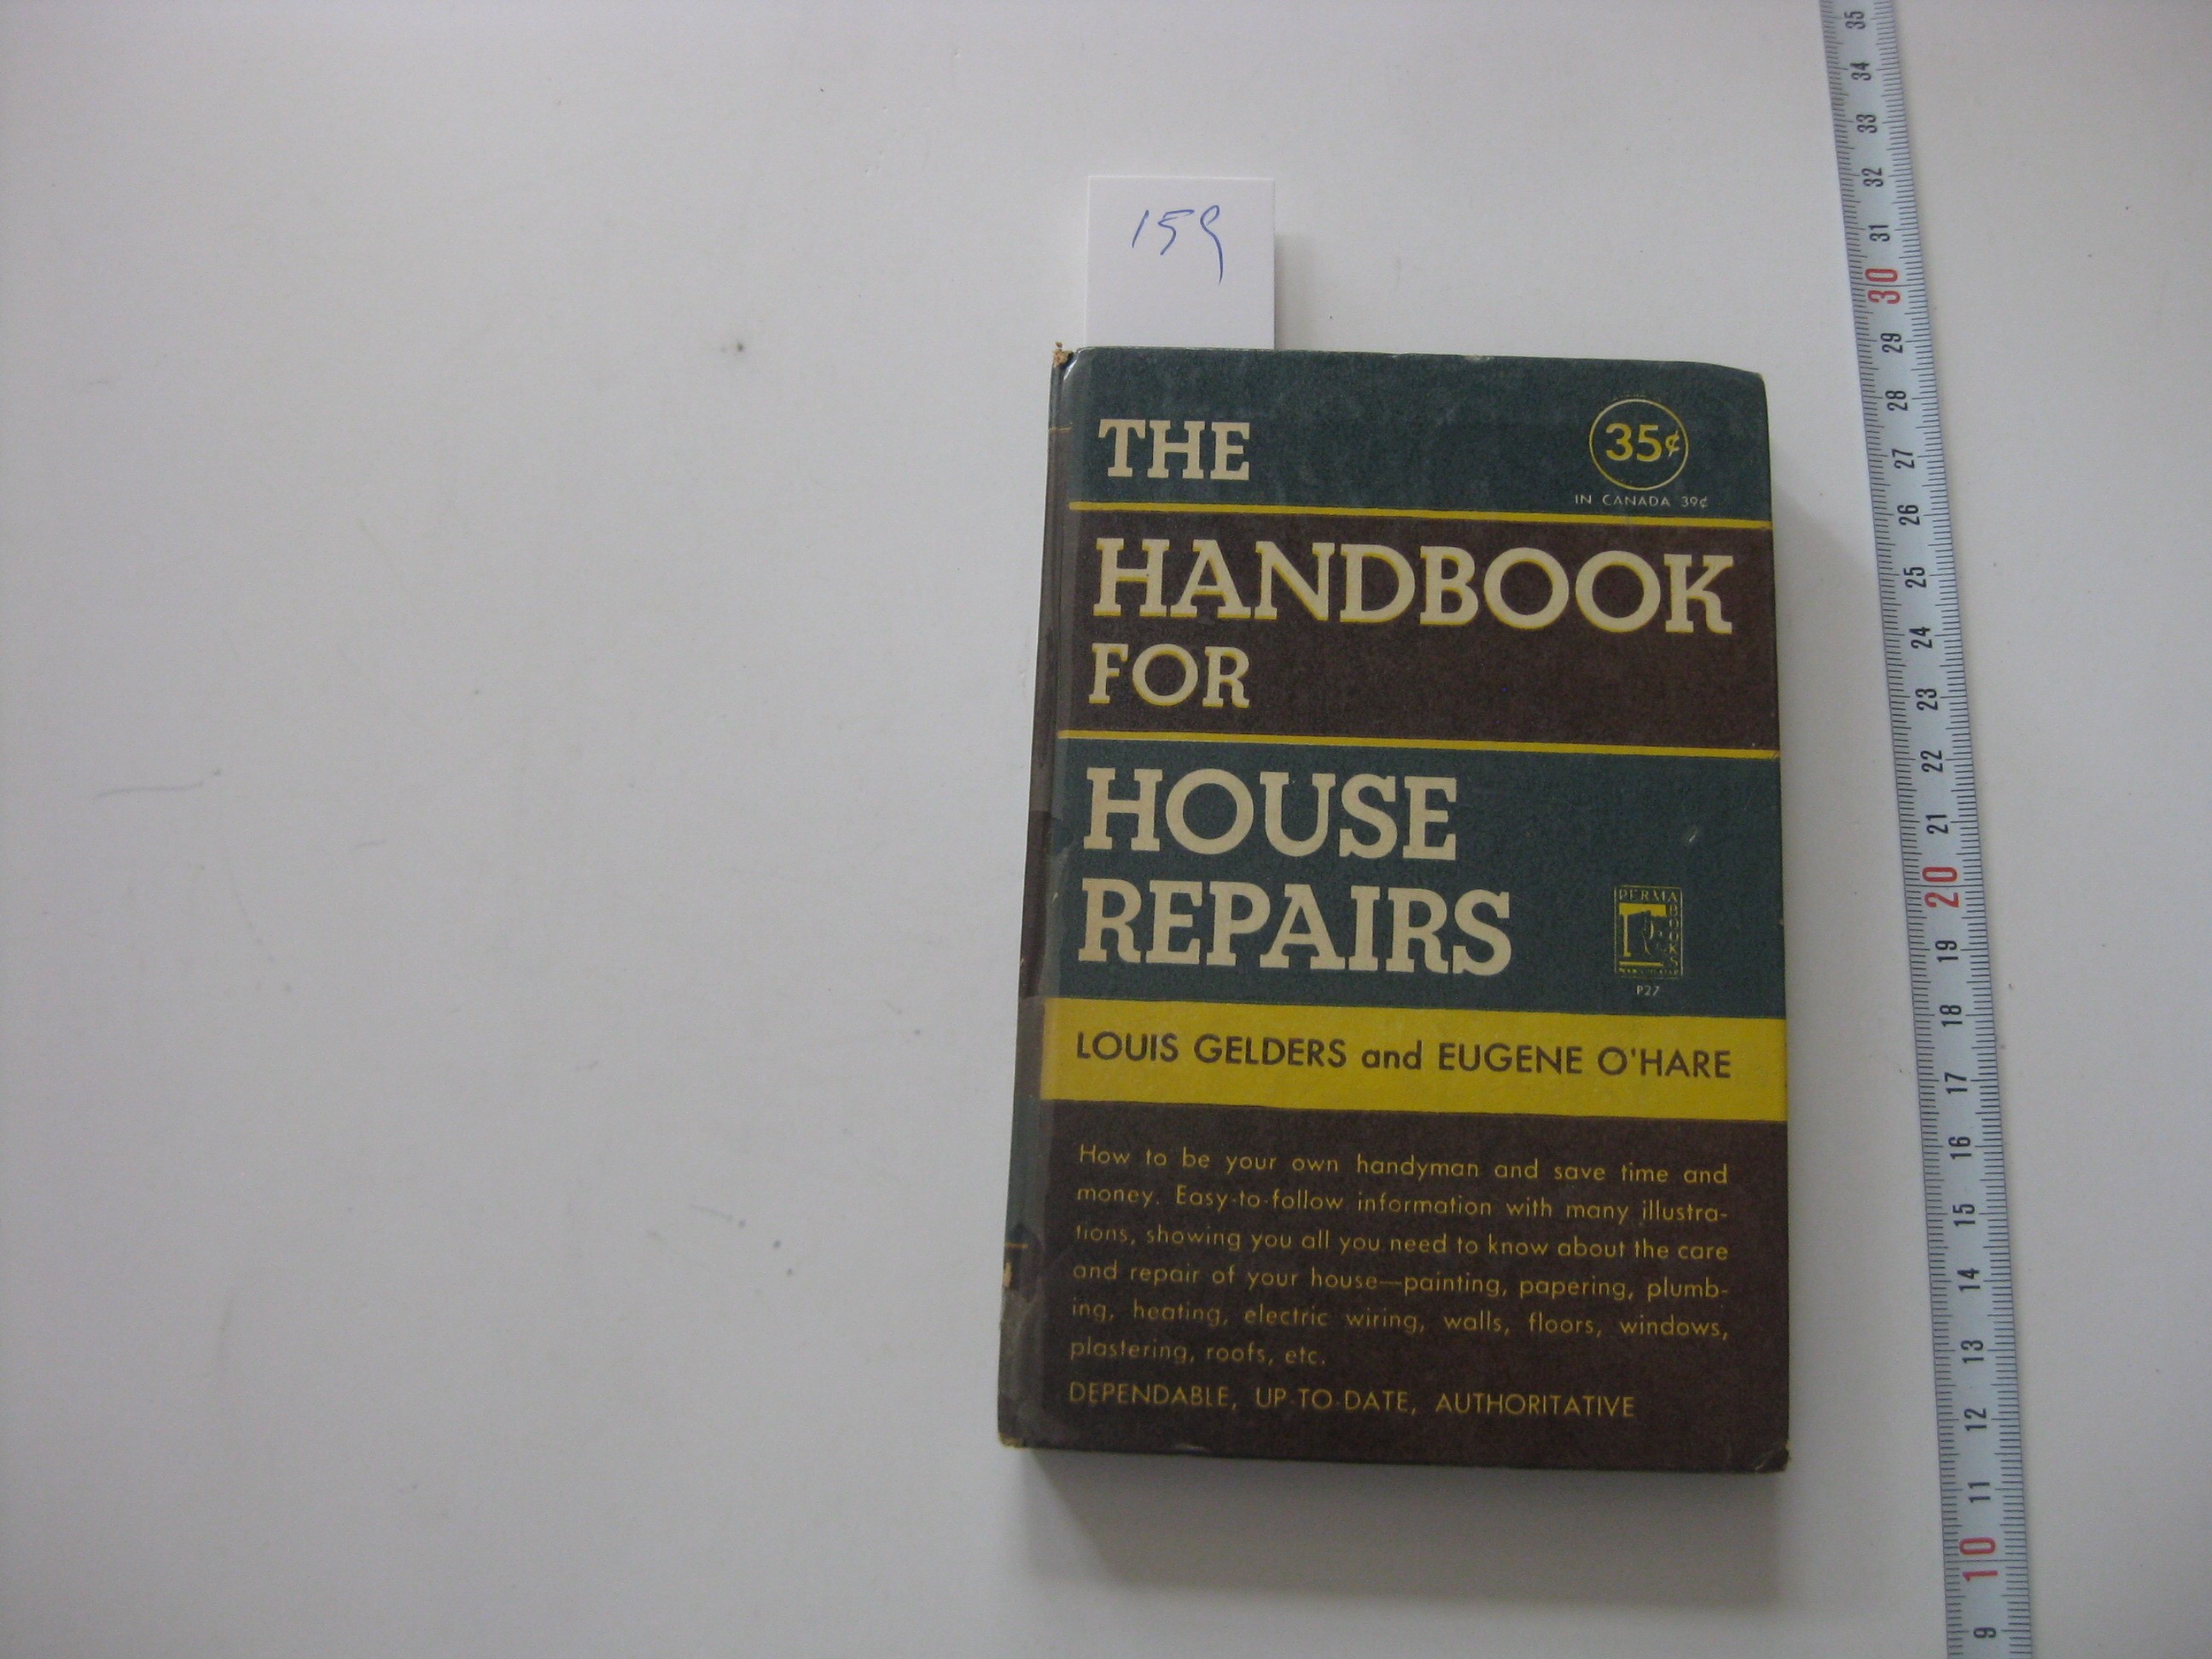 159
THE
35¢
IN CANADA 39¢
HANDBOOK
FOR
HOUSE
REPAIRS
PERMA
BOOKS
P27
LOUIS GELDERS and EUGENE O'HARE
How to be your own handyman and save time and
money. Easy-to-follow information with many illustra-
tions, showing you all you need to know about the care
and repair of your house—painting, papering, plumb-
ing, heating, electric wiring, walls, floors, windows,
plastering, roofs, etc.
DEPENDABLE, UP-TO-DATE, AUTHORITATIVE
35
34
33
32
31
30
29
28
27
26
25
24
23
22
21
20
19
18
17
16
15
14
13
12
11
10
9